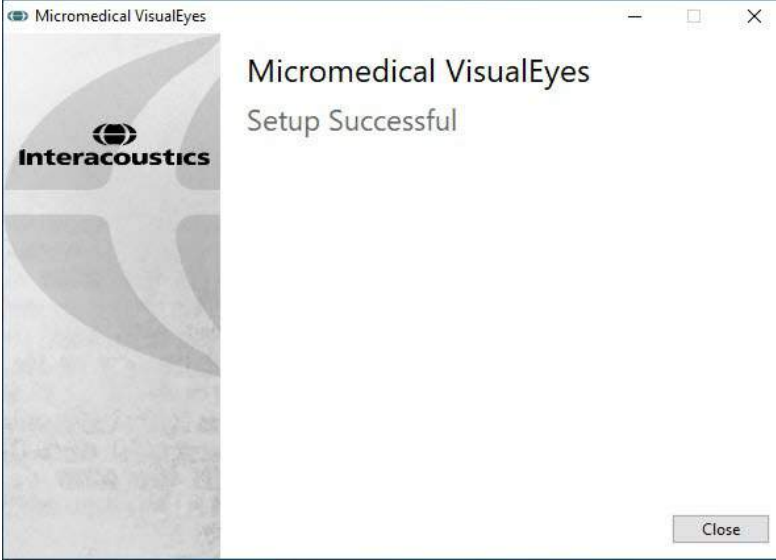 Micromedical VisualEyes
Micromedical VisualEyes
Setup Successful
Interacoustics
Close